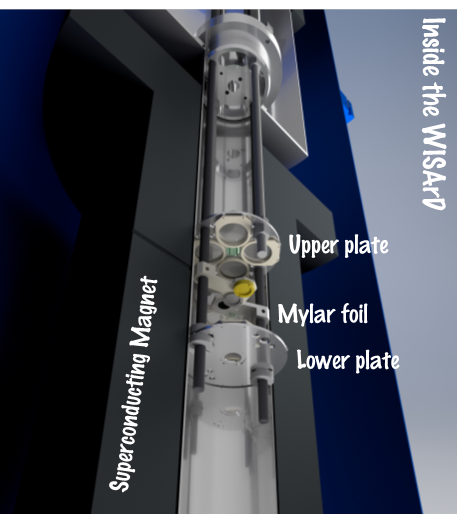 Inside the WISArD
Upper plate
Mylar foil
Lower plate
Superconducting Magnet